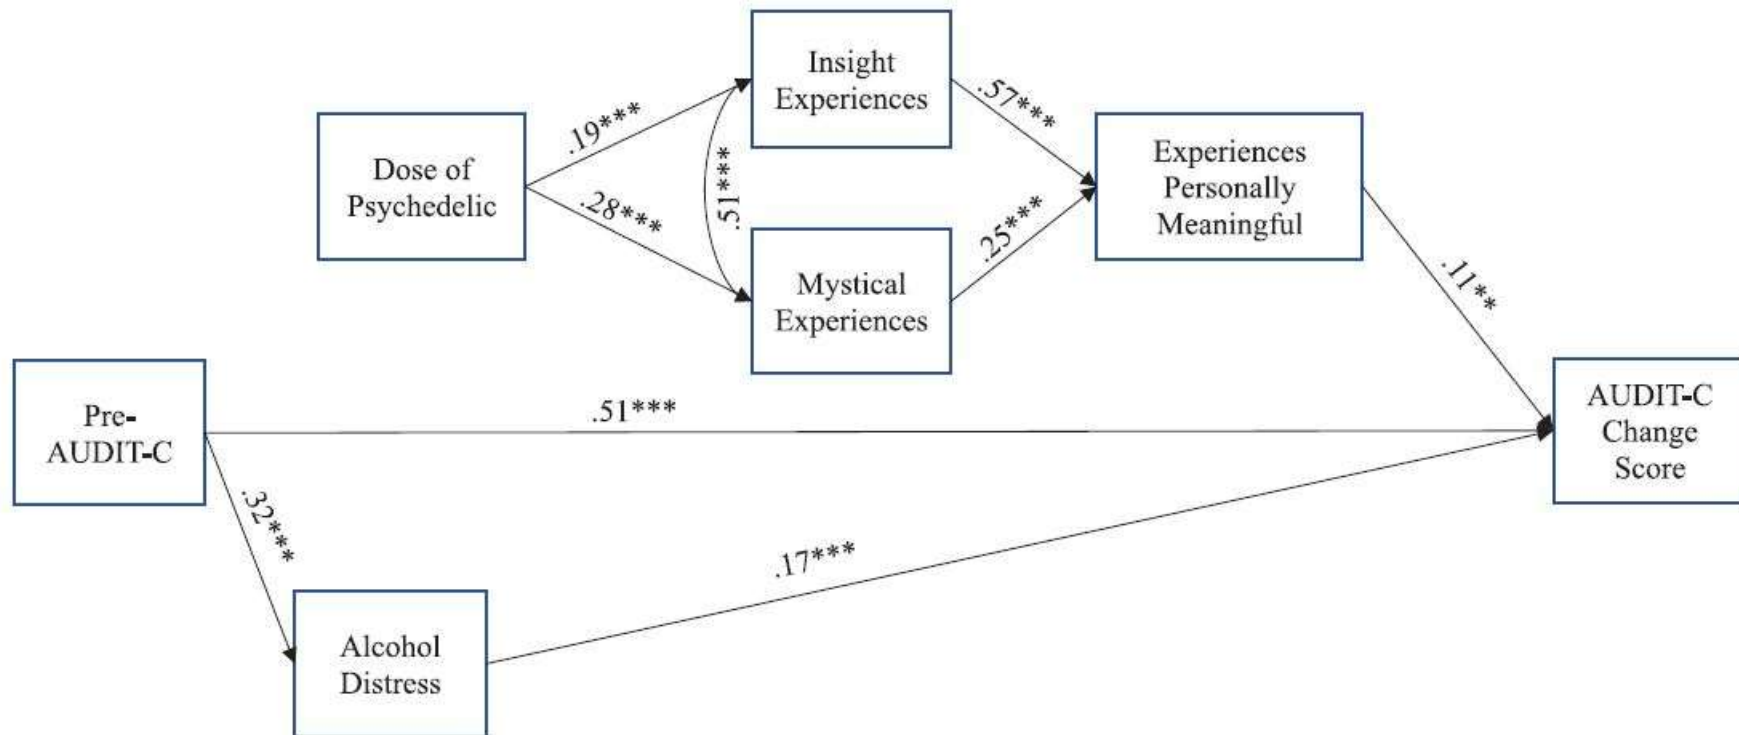 Insight
Experiences
.57***
.19***
Dose of
Psychedelic
.51***
Experiences
Personally
Meaningful
.28***
.25***
Mystical
Experiences
.11**
Pre-
AUDIT-C
.51***
AUDIT-C
Change
Score
.32***
.17***
Alcohol
Distress